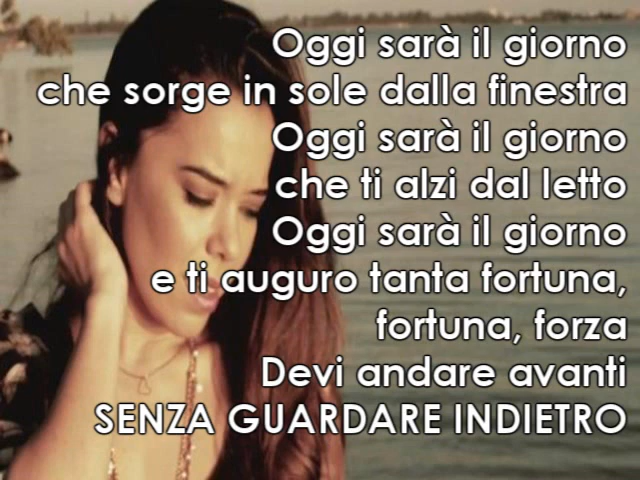 Oggi sarà il giorno
che sorge in sole dalla finestra
Oggi sarà il giorno
che ti alzi dal letto
Oggi sarà il giorno
e ti auguro tanta fortuna,
fortuna, forza
Devi andare avanti
SENZA GUARDARE INDIETRO